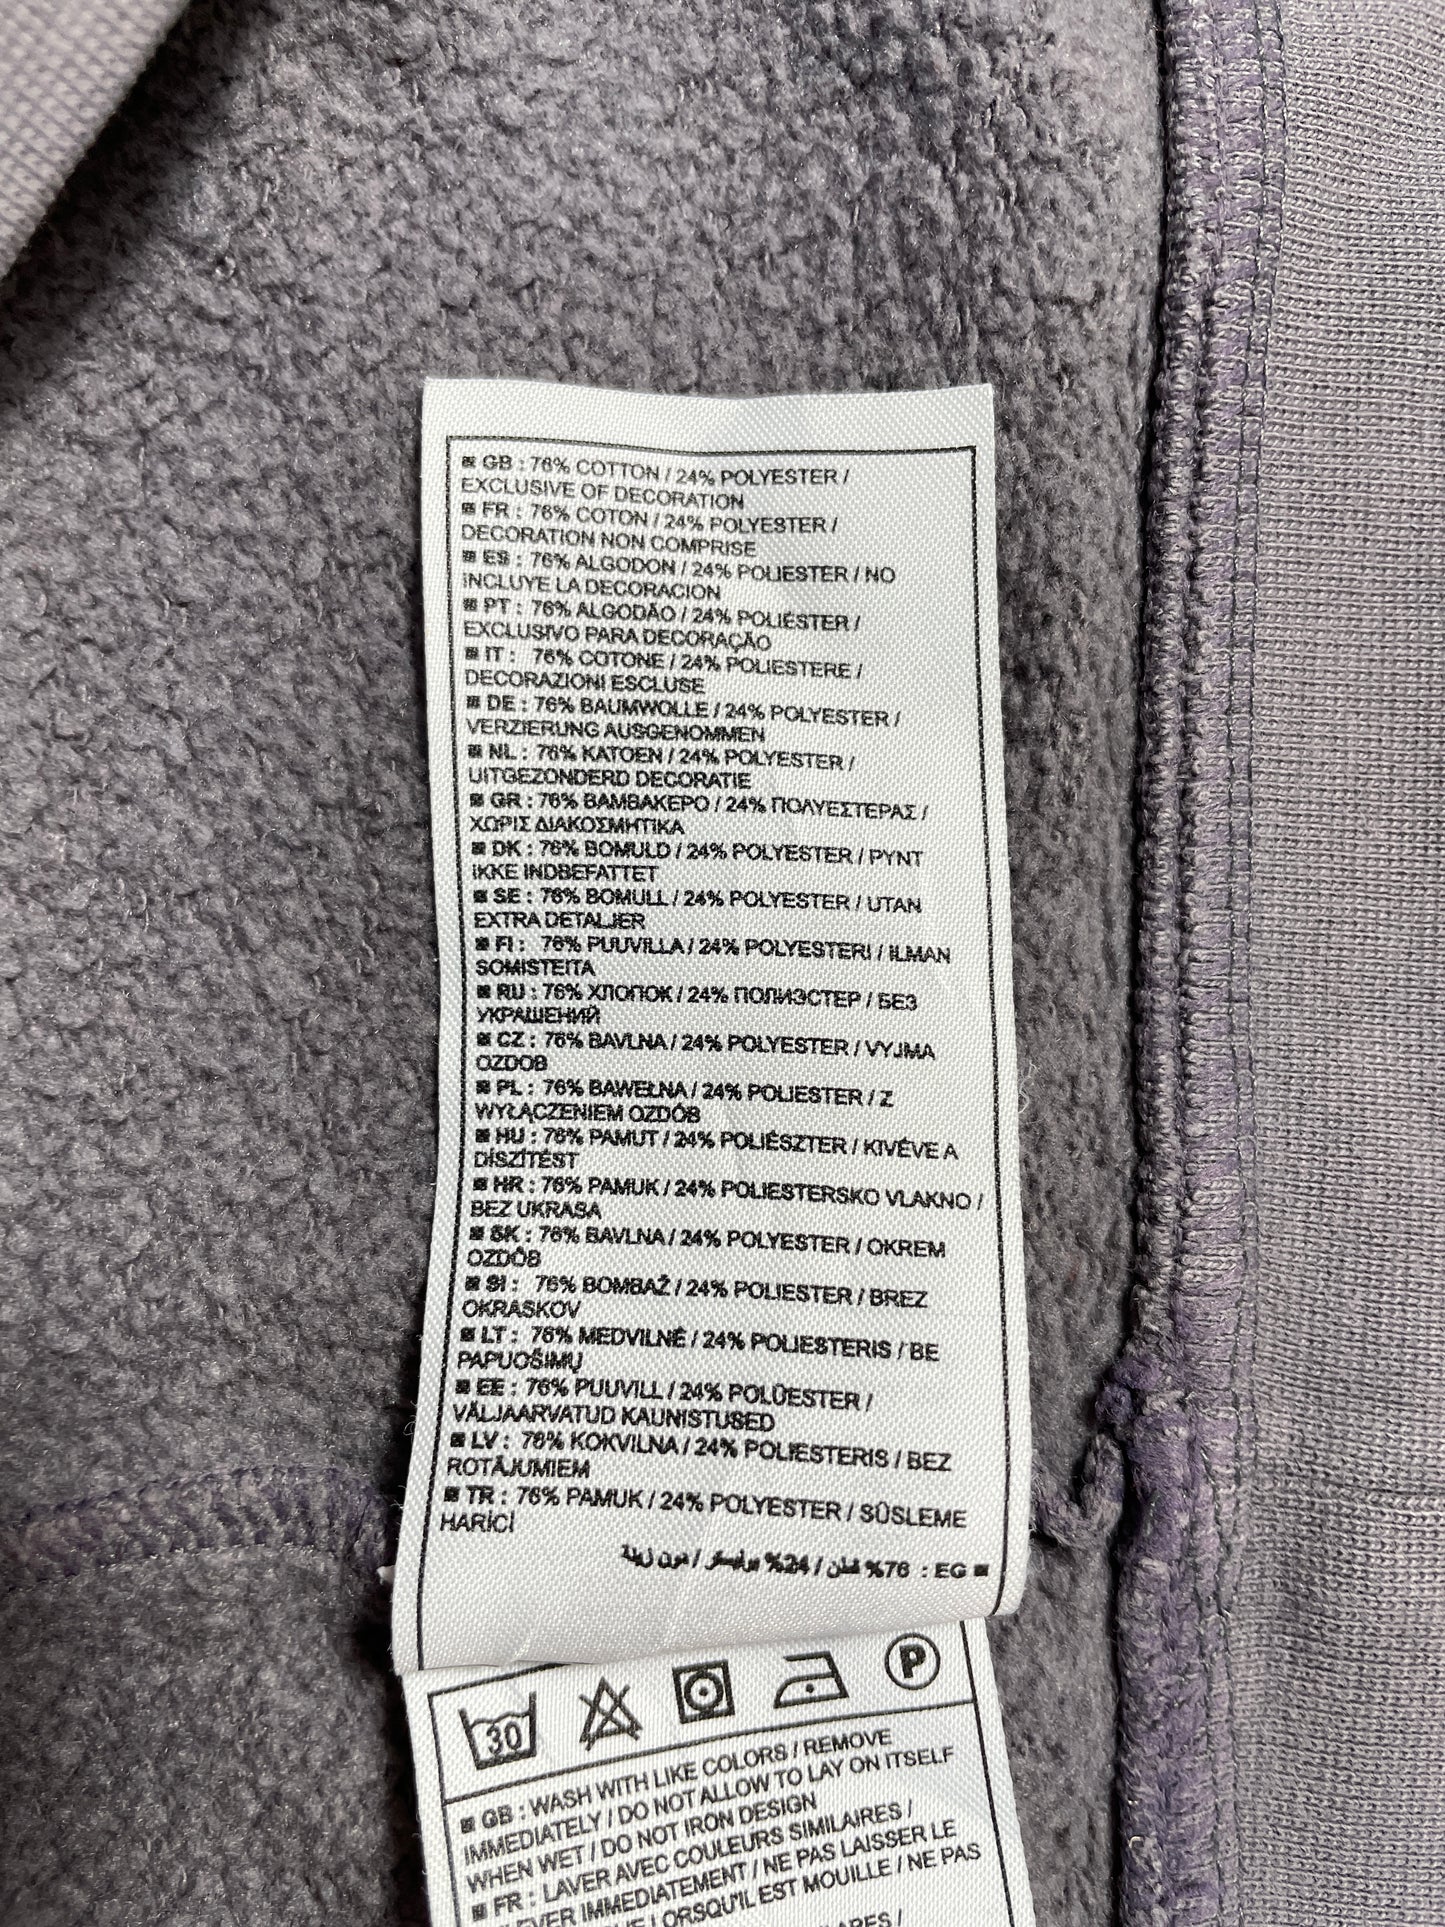 GB : 76% COTTON / 24% POLYESTER /
EXCLUSIVE OF DECORATION
FR : 76% COTON / 24% POLYESTER /
DECORATION NON COMPRISE
ES : 76% ALGODON / 24% POLIESTER / NO
INCLUYE LA DECORACION
PT : 76% ALGODÃO / 24% POLIÉSTER /
EXCLUSIVO PARA DECORAÇÃO
IT : 76% COTONE / 24% POLIESTERE /
DECORAZIONI ESCLUSE
DE : 76% BAUMWOLLE / 24% POLYESTER /
VERZIERUNG AUSGENOMMEN
NL : 76% KATOEN / 24% POLYESTER /
UITGEZONDERD DECORATIE
GR : 76% ΒΑΜΒΑΚΕΡΟ / 24% ΠΟΛΥΕΣΤΕΡΑΣ /
ΧΩΡΙΣ ΔΙΑΚΟΣΜΗΤΙΚΑ
DK : 76% BOMULD / 24% POLYESTER / PYNT
IKKE INDBEFATTET
SE : 76% BOMULL / 24% POLYESTER / UTAN
EXTRA DETALJER
FI : 76% PUUVILLA / 24% POLYESTERI / ILMAN
SOMISTEITA
RU : 76% ХЛОПОК / 24% ПОЛИЭСТЕР / БЕЗ
УКРАШЕНИЙ
CZ : 76% BAVLNA / 24% POLYESTER / VYJMA
OZDOB
PL : 76% BAWEŁNA / 24% POLIESTER / Z
WYŁĄCZENIEM OZDÓB
HU : 76% PAMUT / 24% POLIÉSZTER / KIVÉVE A
DÍSZÍTÉST
HR : 76% PAMUK / 24% POLIESTERSKO VLAKNO /
BEZ UKRASA
SK : 76% BAVLNA / 24% POLYESTER / OKREM
OZDÔB
SI : 76% BOMBAŽ / 24% POLIESTER / BREZ
OKRASKOV
LT : 76% MEDVILNĖ / 24% POLIESTERIS / BE
PAPUOŠIMŲ
EE : 76% PUUVILL / 24% POLÜESTER /
VÄLJAARVATUD KAUNISTUSED
LV : 76% KOKVILNA / 24% POLIESTERIS / BEZ
ROTĀJUMIEM
TR : 76% PAMUK / 24% POLYESTER / SÜSLEME
HARİCİ
EG : 76% قطن / 24% بوليستر / دون زينة
30
P
GB : WASH WITH LIKE COLORS / REMOVE
IMMEDIATELY / DO NOT ALLOW TO LAY ON ITSELF
WHEN WET / DO NOT IRON DESIGN
FR : LAVER AVEC COULEURS SIMILAIRES /
ENLEVER IMMEDIATEMENT / NE PAS LAISSER LE
LORSQU'IL EST MOUILLE / NE PAS